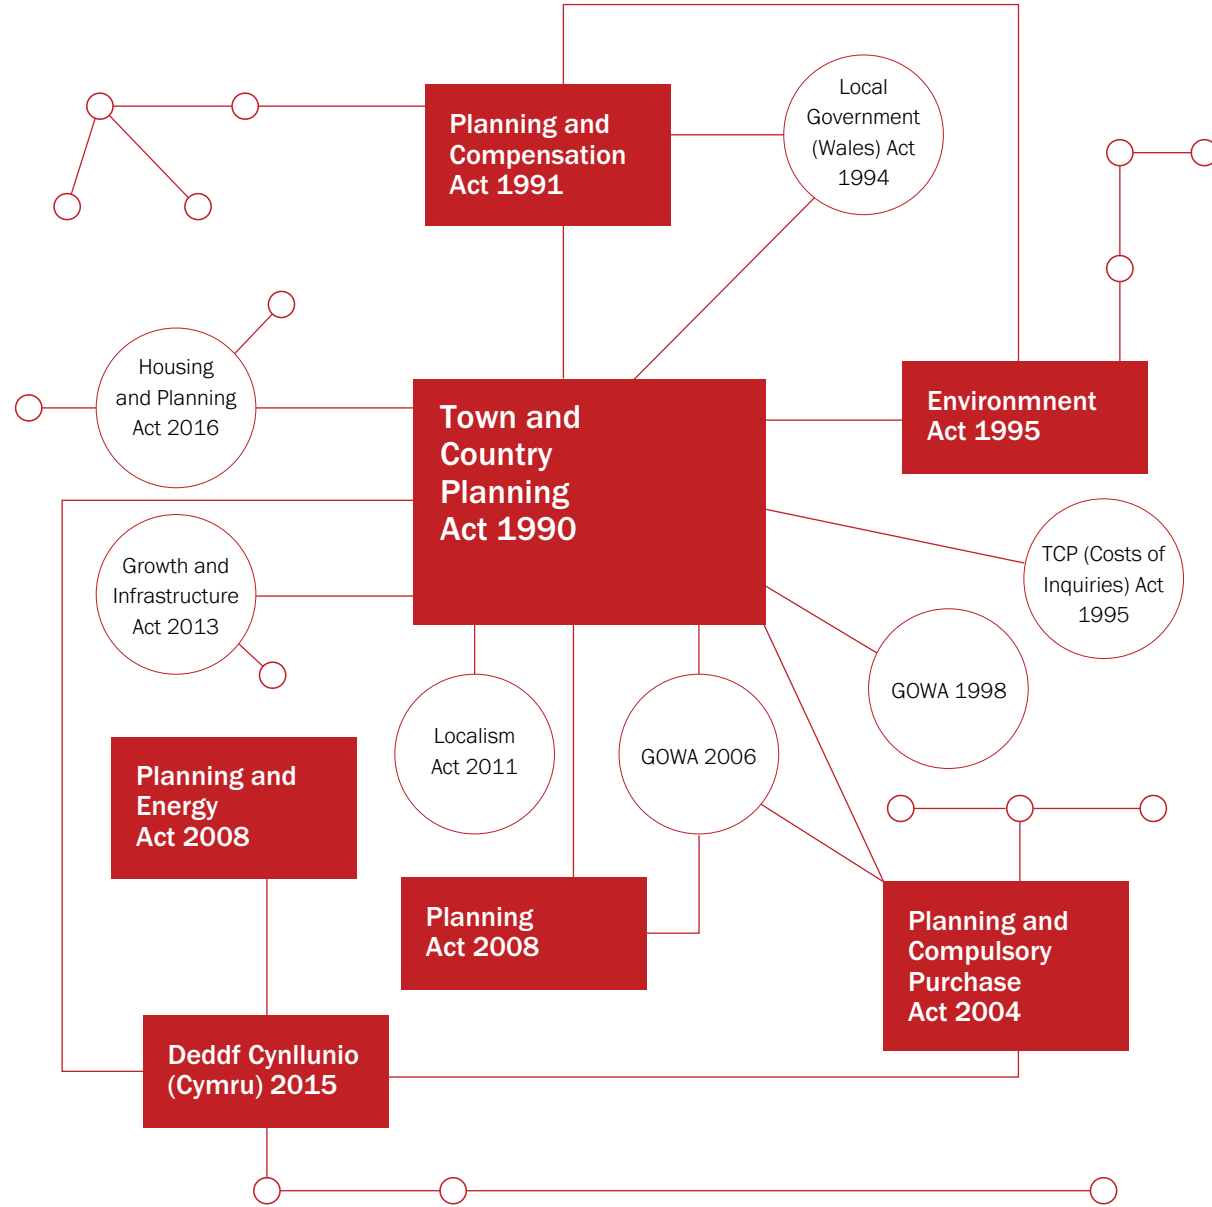 Planning and
Compensation
Act 1991
Local
Government
(Wales) Act
1994
Housing
and Planning
Act 2016
Town and
Country
Planning
Act 1990
Environmnent
Act 1995
Growth and
Infrastructure
Act 2013
TCP (Costs of
Inquiries) Act
1995
GOWA 1998
Localism
Act 2011
GOWA 2006
Planning and
Energy
Act 2008
Planning
Act 2008
Planning and
Compulsory
Purchase
Act 2004
Deddf Cynllunio
(Cymru) 2015